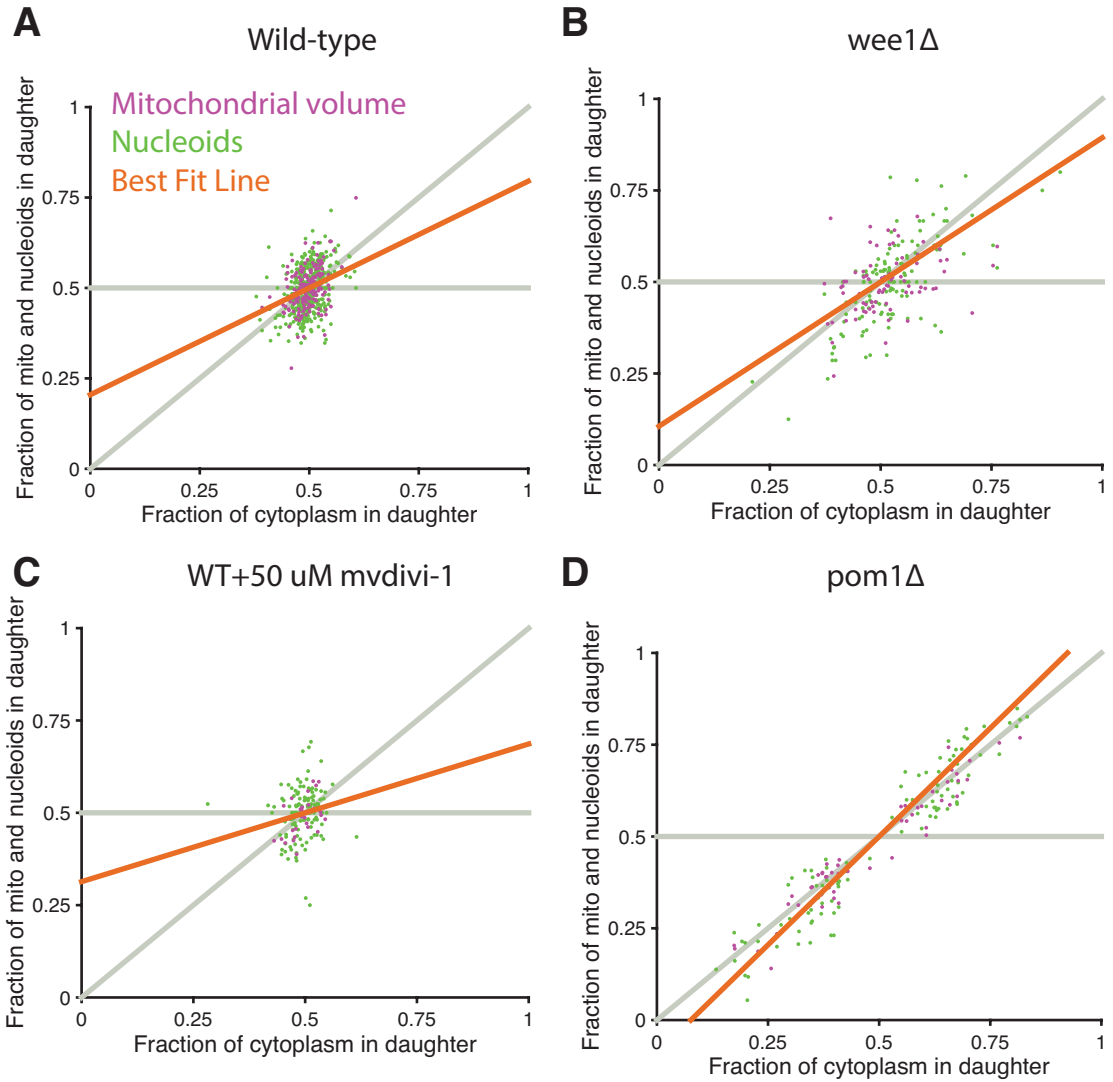 A
Wild-type
Fraction of mito and nucleoids in daughter
1
0.75
0.5
0.25
0
Mitochondrial volume
Nucleoids
Best Fit Line
0 0.25 0.5 0.75 1
Fraction of cytoplasm in daughter
B
wee1Δ
Fraction of mito and nucleoids in daughter
1
0.75
0.5
0.25
0
0 0.25 0.5 0.75 1
Fraction of cytoplasm in daughter
C
WT+50 uM mvdivi-1
Fraction of mito and nucleoids in daughter
1
0.75
0.5
0.25
0
0 0.25 0.5 0.75 1
Fraction of cytoplasm in daughter
D
pom1Δ
Fraction of mito and nucleoids in daughter
1
0.75
0.5
0.25
0
0 0.25 0.5 0.75 1
Fraction of cytoplasm in daughter